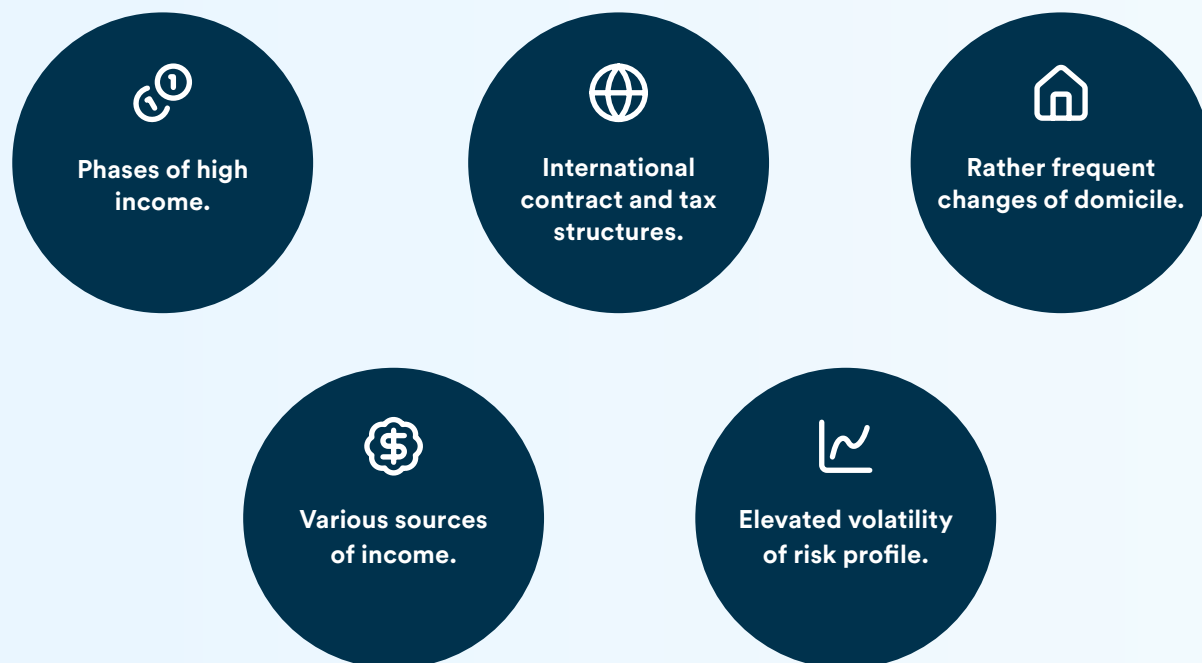 Phases of high
income.
International
contract and tax
structures.
Rather frequent
changes of domicile.
Various sources
of income.
Elevated volatility
of risk profile.